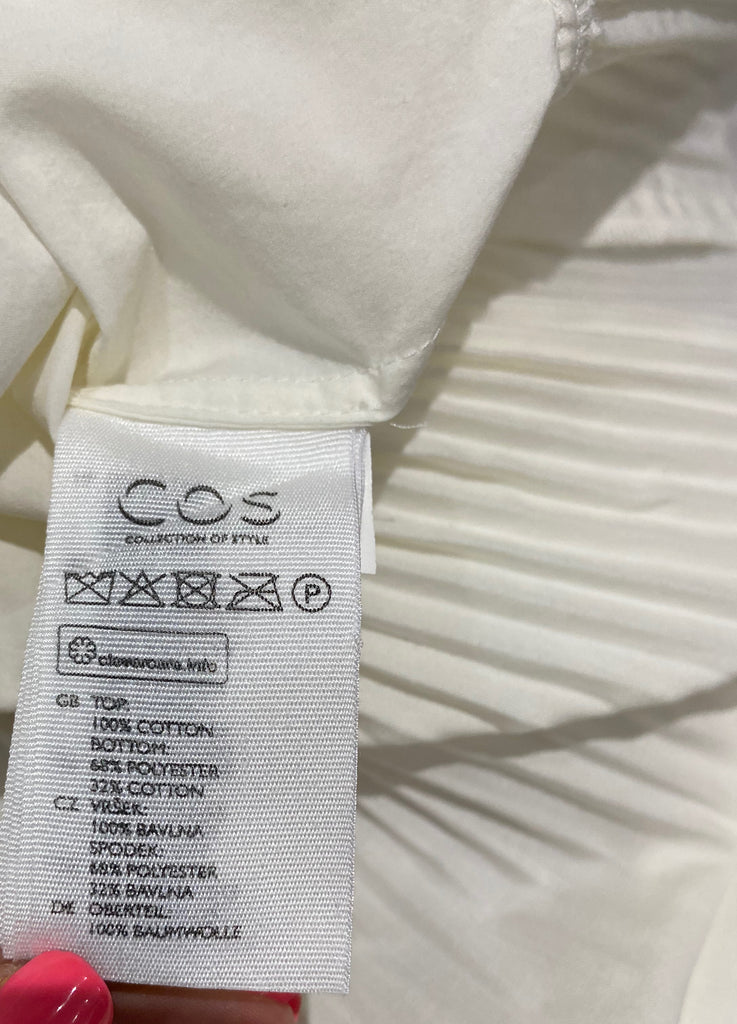 COS
COLLECTION OF STYLE
P
clevercare.info
GB TOP:
100% COTTON
BOTTOM:
68% POLYESTER
32% COTTON
CZ VRŠEK:
100% BAVLNA
SPODEK:
68% POLYESTER
32% BAVLNA
DE OBERTEIL:
100% BAUMWOLLE